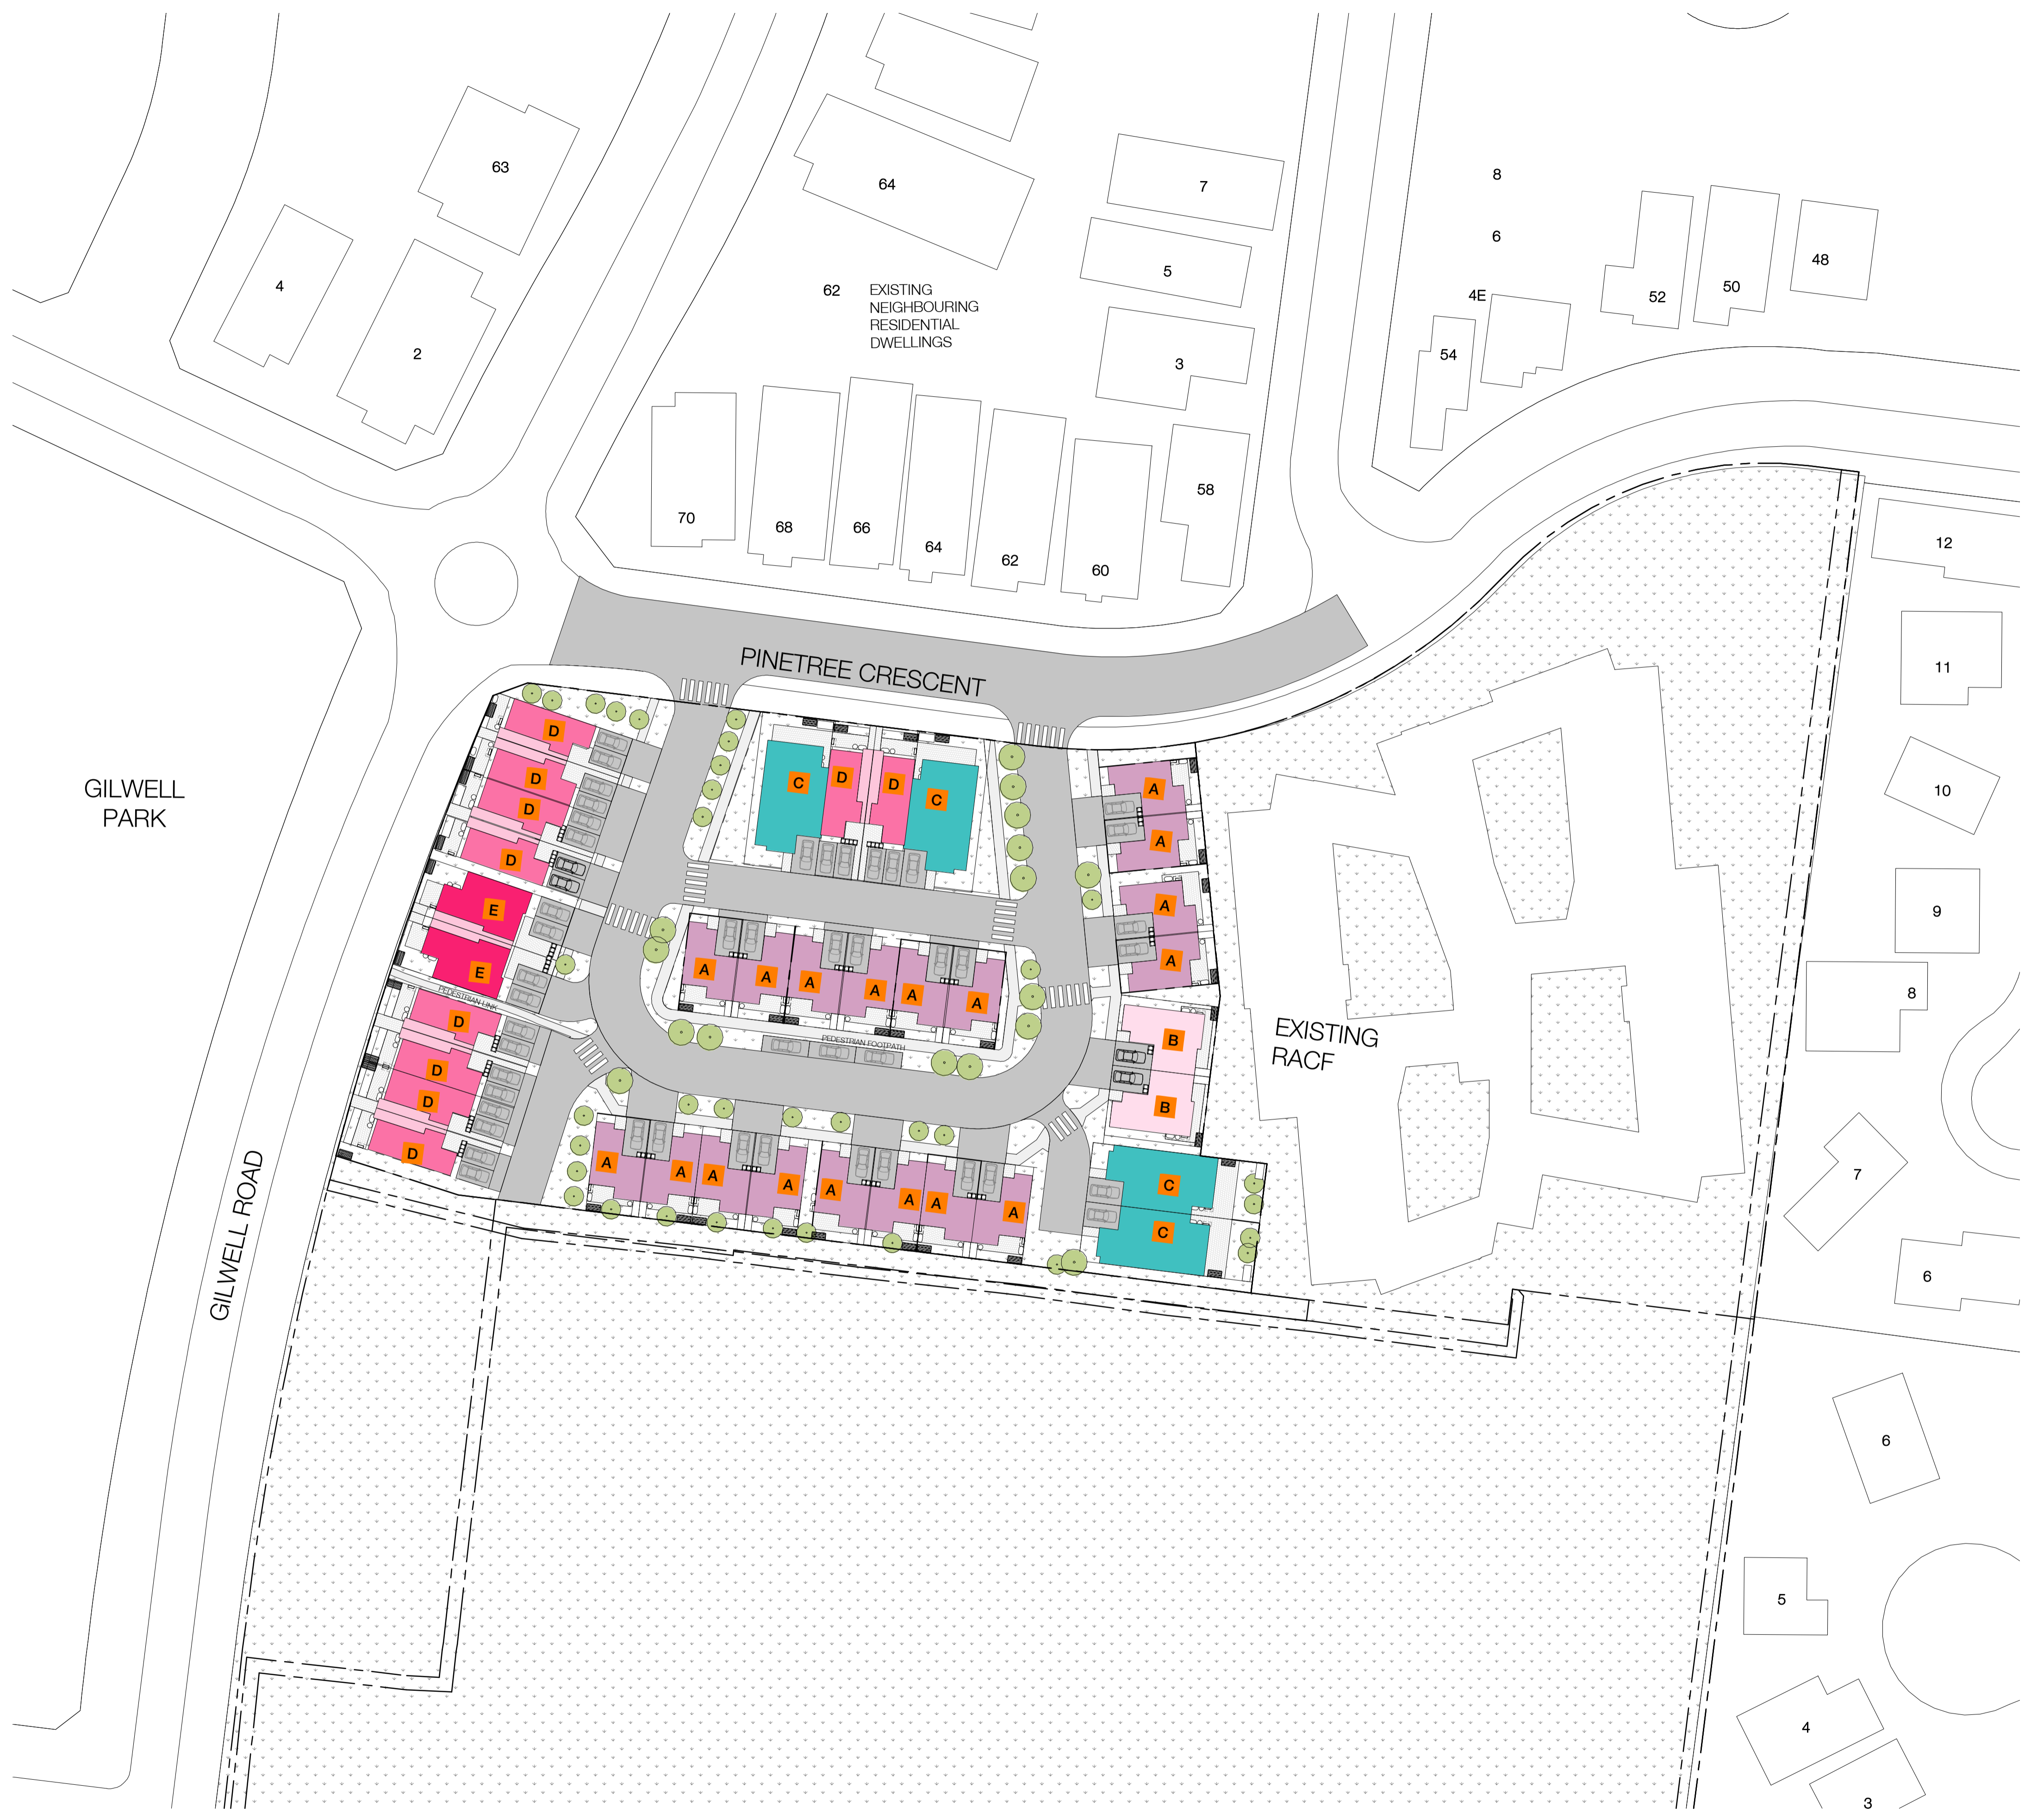 63
64
7
8
4
5
6
62
EXISTING
NEIGHBOURING
RESIDENTIAL
DWELLINGS
48
4E
52
50
2
3
54
70
68
66
64
62
60
58
12
PINETREE CRESCENT
11
GILWELL
PARK
D
D
D
D
C
D
D
C
A
A
10
E
E
A
A
9
A
A
A
A
A
A
8
PEDESTRIAN LINK
PEDESTRIAN FOOTPATH
EXISTING
RACF
D
D
D
D
B
B
A
A
A
A
A
A
A
A
C
C
7
GILWELL ROAD
6
6
5
4
3